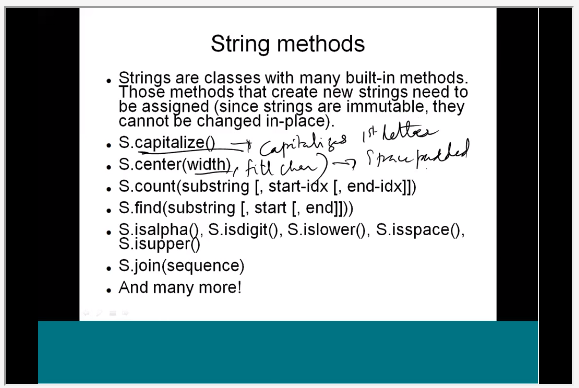 String methods
• Strings are classes with many built-in methods.
Those methods that create new strings need to
be assigned (since strings are immutable, they
cannot be changed in-place).
• S.capitalize() → Capitalizes 1st letter
• S.center(width), fill char) → Space padded
• S.count(substring [, start-idx [, end-idx]])
• S.find(substring [, start [, end]]))
• S.isalpha(), S.isdigit(), S.islower(), S.isspace(),
S.isupper()
• S.join(sequence)
• And many more!